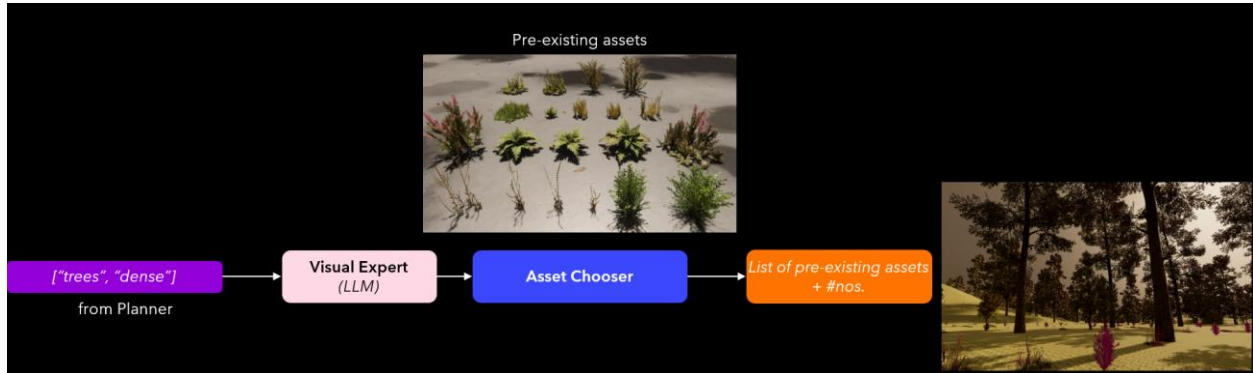 Pre-existing assets
["trees", "dense"]
from Planner
Visual Expert
(LLM)
Asset Chooser
List of pre-existing assets
+ #nos.